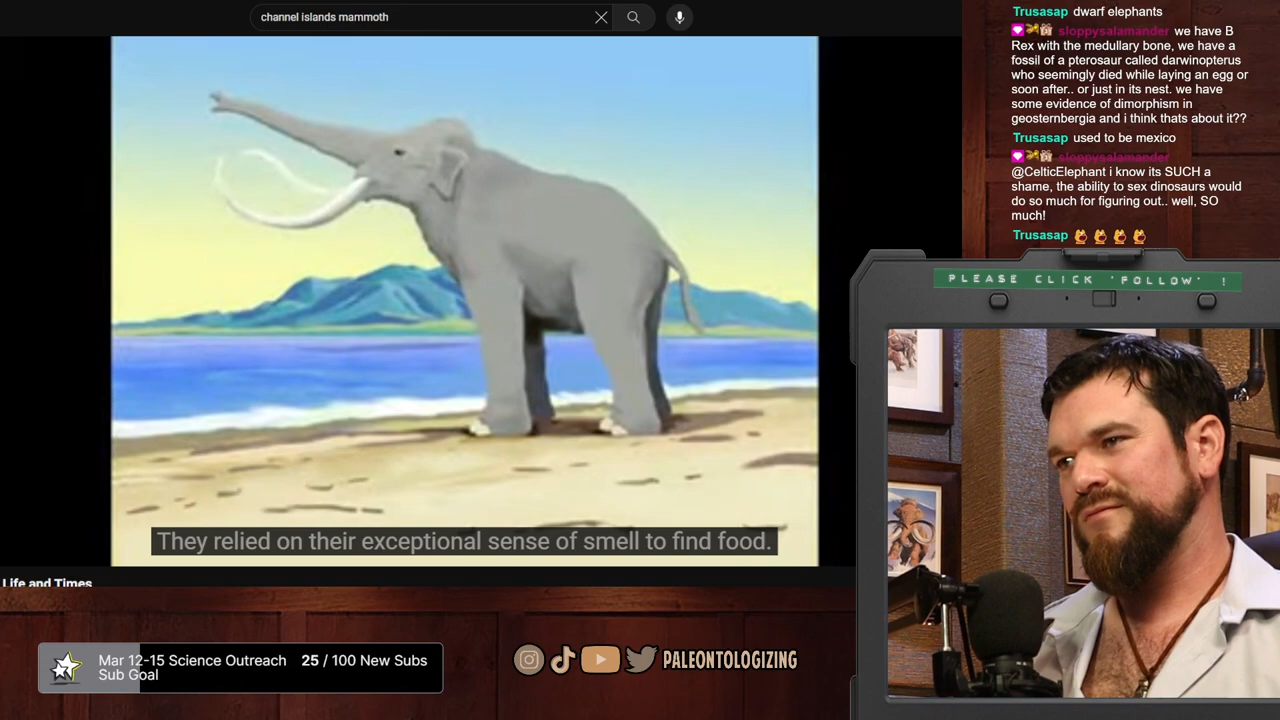 channel islands mammoth
They relied on their exceptional sense of smell to find food.
Life and Times
Mar 12-15 Science Outreach 25 / 100 New Subs
Sub Goal
PALEONTOLOGIZING
Trusasap dwarf elephants
sloppysalamander we have B
Rex with the medullary bone, we have a
fossil of a pterosaur called darwinopterus
who seemingly died while laying an egg or
soon after.. or just in its nest. we have
some evidence of dimorphism in
geosternbergia and i think thats about it??
Trusasap used to be mexico
sloppysalamander
@CelticElephant i know its SUCH a
shame, the ability to sex dinosaurs would
do so much for figuring out.. well, SO
much!
Trusasap
PLEASE CLICK 'FOLLOW' !